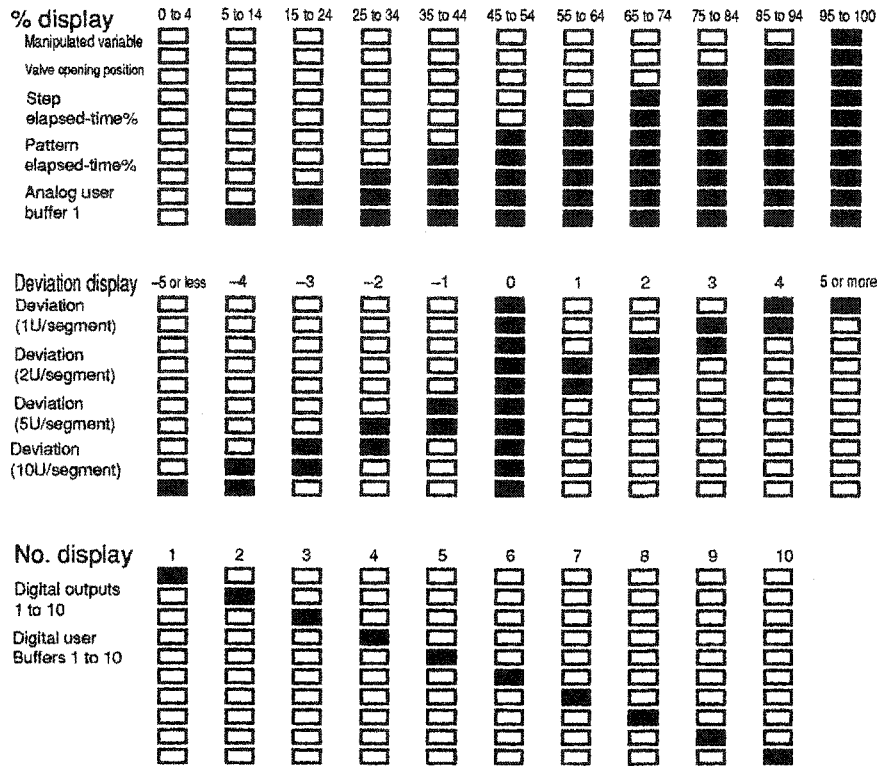 % display 0 to 4 5 to 14 15 to 24 25 to 34 35 to 44 45 to 54 55 to 64 65 to 74 75 to 84 85 to 94 95 to 100
Manipulated variable
Valve opening position
Step
elapsed-time%
Pattern
elapsed-time%
Analog user
buffer 1
Deviation display -5 or less -4 -3 -2 -1 0 1 2 3 4 5 or more
Deviation
(1U/segment)
Deviation
(2U/segment)
Deviation
(5U/segment)
Deviation
(10U/segment)
No. display 1 2 3 4 5 6 7 8 9 10
Digital outputs
1 to 10
Digital user
Buffers 1 to 10